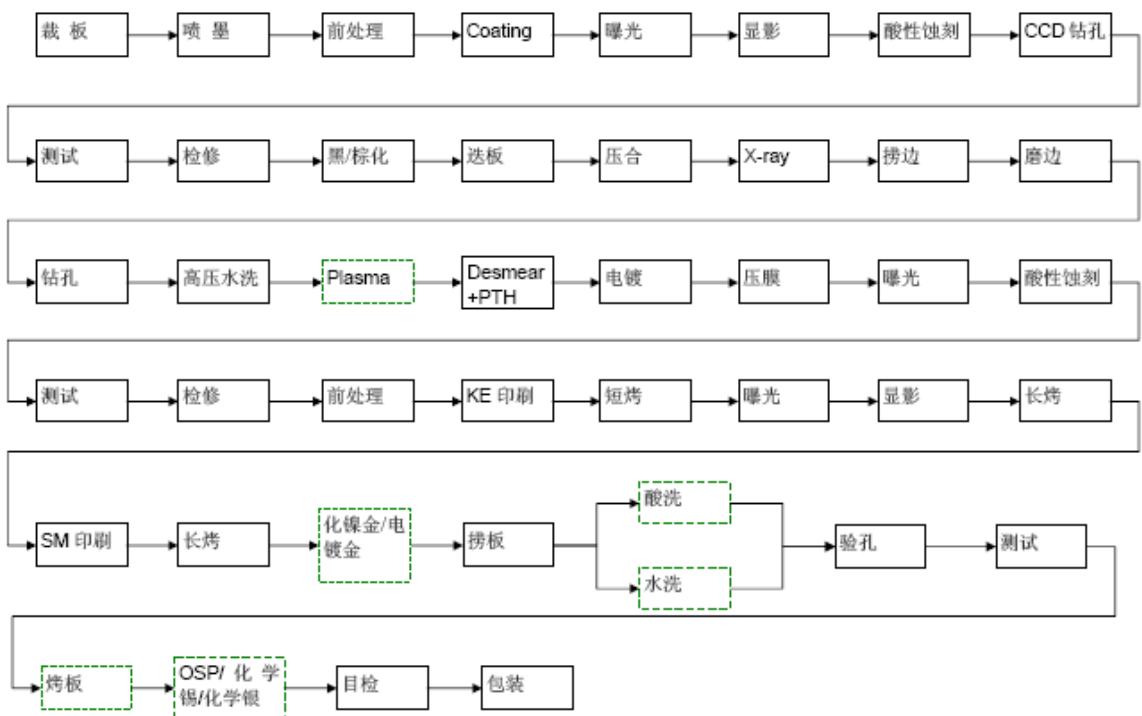 裁 板
喷 墨
前处理
Coating
曝光
显影
酸性蚀刻
CCD 钻孔
测试
检修
黑/棕化
迭板
压合
X-ray
捞边
磨边
钻孔
高压水洗
Plasma
Desmear
+PTH
电镀
压膜
曝光
酸性蚀刻
测试
检修
前处理
KE 印刷
短烤
曝光
显影
长烤
SM 印刷
长烤
化镍金/电
镀金
捞板
酸洗
水洗
验孔
测试
烤板
OSP/ 化 学
锡/化学银
目检
包装